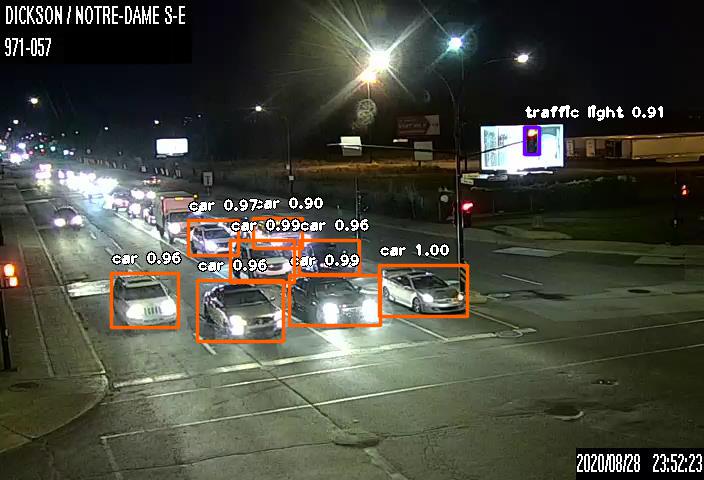 DICKSON / NOTRE-DAME S-E
971-057
traffic light 0.91
car 0.97
car 0.90
car 0.99
car 0.96
car 1.00
car 0.96
car 0.96
car 0.99
2020/08/28 23:52:23